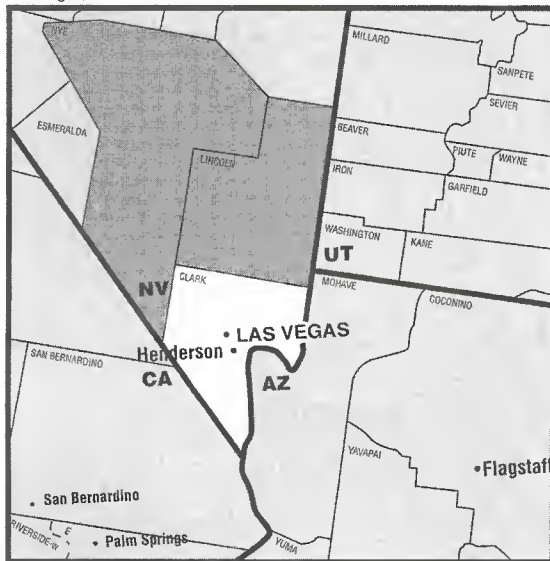 NYE
MILLARD
SANPETE
SEVIER
ESMERALDA
BEAVER
PIUTE
WAYNE
LINCOLN
IRON
GARFIELD
WASHINGTON
KANE
UT
CLARK
MOHAVE
COCONINO
NV
LAS VEGAS
Henderson
SAN BERNARDINO
CA
AZ
YAVAPAI
Flagstaff
San Bernardino
RIVERSIDE-W
E
Palm Springs
YUMA